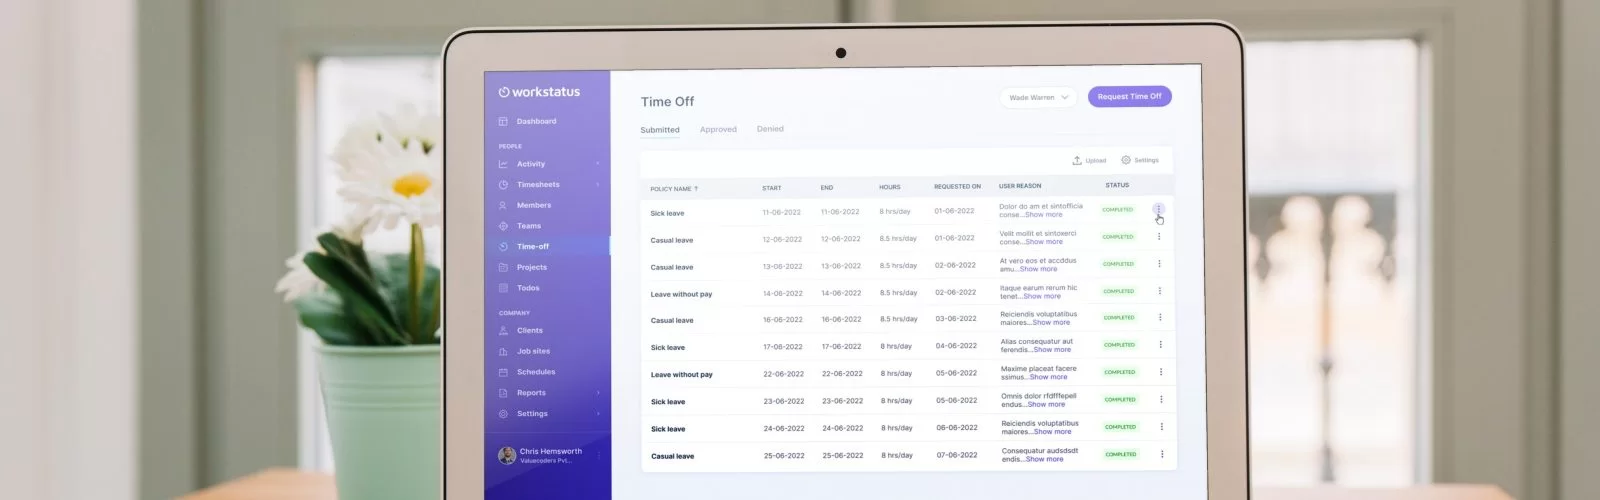 workstatus
Dashboard
PEOPLE
Activity
Timesheets
Members
Teams
Time-off
Projects
Todos
COMPANY
Clients
Job sites
Schedules
Reports
Settings
Chris Hemsworth
Valuecoders Pvt...
Time Off
Wade Warren
Request Time Off
Submitted Approved Denied
Upload Settings
POLICY NAME ↑ START END HOURS REQUESTED ON USER REASON STATUS
Sick leave 11-06-2022 11-06-2022 8 hrs/day 01-06-2022 Dolor do am et sintofficia COMPLETED
conse...Show more
Casual leave 12-06-2022 12-06-2022 8.5 hrs/day 01-06-2022 Velit mollit et sintoxerci COMPLETED
conse...Show more
Casual leave 13-06-2022 13-06-2022 8.5 hrs/day 02-06-2022 At vero eos et accddus COMPLETED
amu...Show more
Leave without pay 14-06-2022 14-06-2022 8.5 hrs/day 02-06-2022 Itaque earum rerum hic COMPLETED
tenet...Show more
Casual leave 16-06-2022 16-06-2022 8.5 hrs/day 03-06-2022 Reiciendis voluptatibus COMPLETED
maiores...Show more
Sick leave 17-06-2022 17-06-2022 8 hrs/day 04-06-2022 Alias consequatur aut COMPLETED
ferendis...Show more
Leave without pay 22-06-2022 22-06-2022 8 hrs/day 05-06-2022 Maxime placeat facere COMPLETED
ssimus...Show more
Sick leave 23-06-2022 23-06-2022 8 hrs/day 05-06-2022 Omnis dolor rfdfffepell COMPLETED
endus...Show more
Sick leave 24-06-2022 24-06-2022 8 hrs/day 06-06-2022 Reiciendis voluptatibus COMPLETED
maiores...Show more
Casual leave 25-06-2022 25-06-2022 8 hrs/day 07-06-2022 Consequatur audsdsdt COMPLETED
endis...Show more